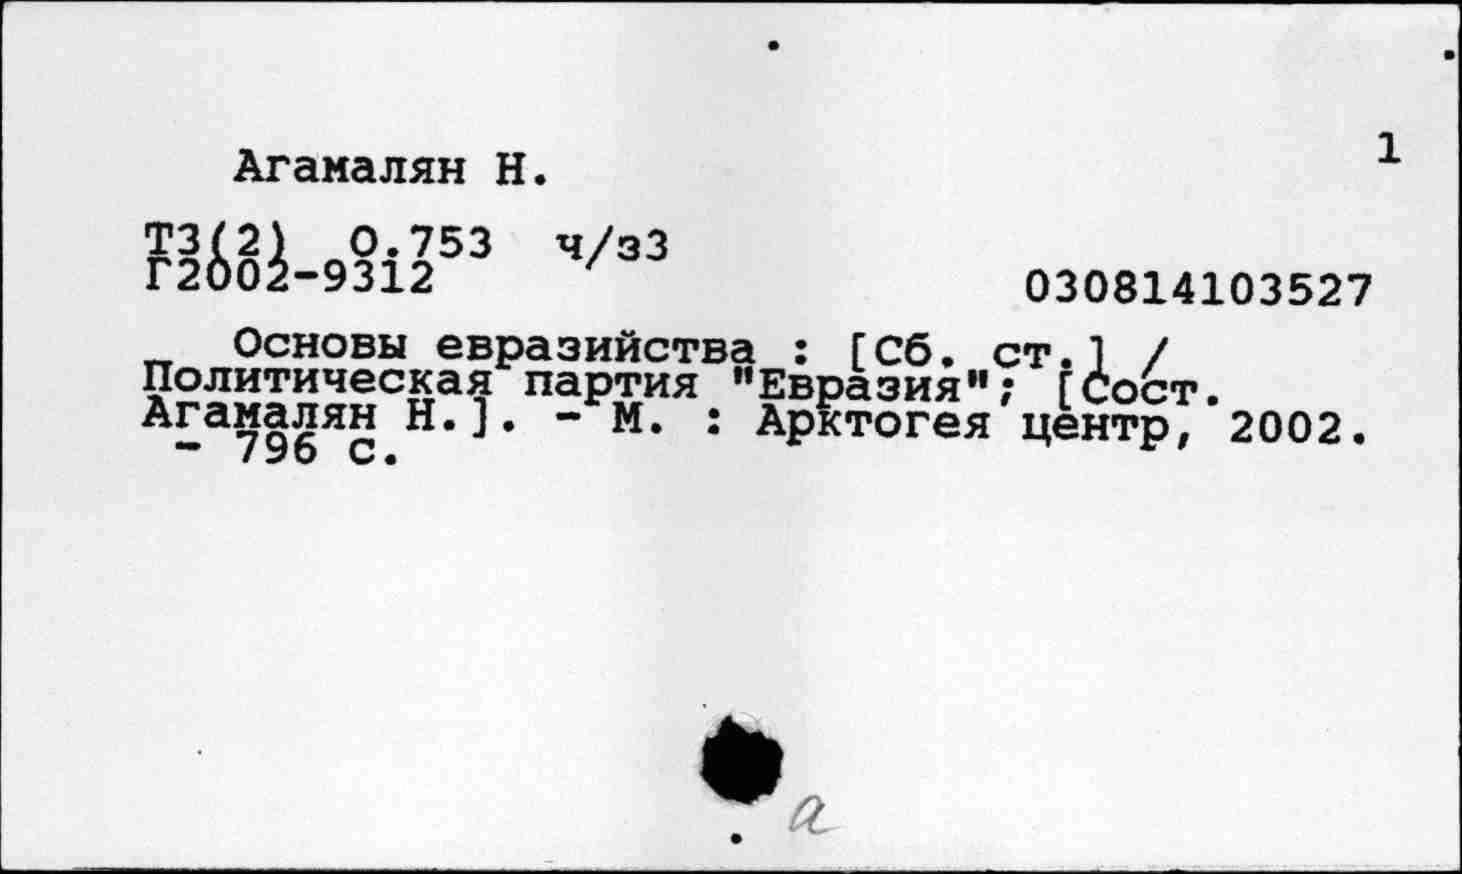 1
Агамалян Н.
Т3(2) О.753 ч/з3
Г2002-9312
030814103527
Основы евразийства : [Сб. ст.] /
Политическая партия "Евразия"; [Сост.
Агамалян Н.]. - М. : Арктогея центр, 2002.
- 796 с.
а